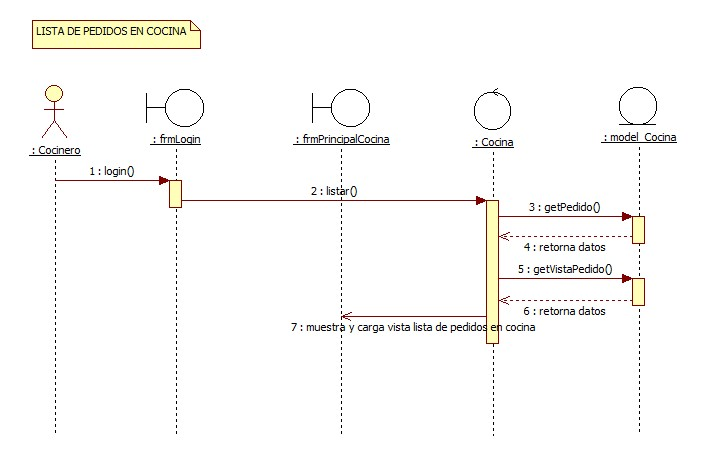 LISTA DE PEDIDOS EN COCINA
: Cocinero
: frmLogin
: frmPrincipalCocina
: Cocina
: model_Cocina
1 : login()
2 : listar()
3 : getPedido()
4 : retorna datos
5 : getVistaPedido()
6 : retorna datos
7 : muestra y carga vista lista de pedidos en cocina